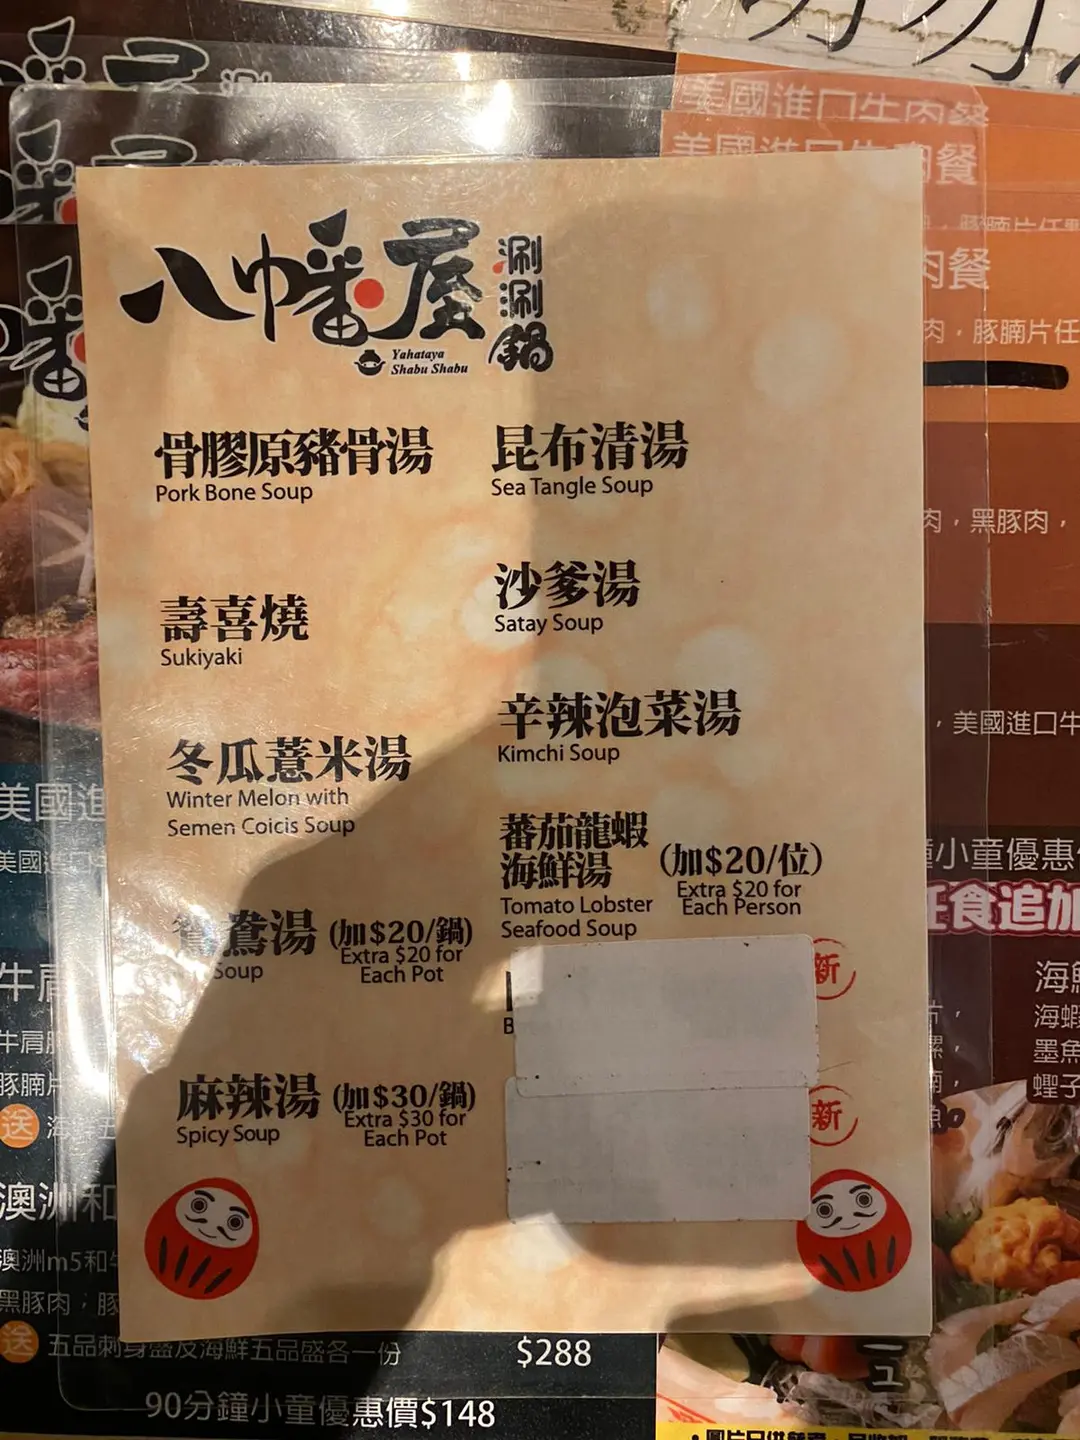 美國進口牛肉餐
美國進口牛肉餐
肉餐
肉，豚腩片任
八幡屋
涮涮鍋
Yahataya
Shabu Shabu
骨膠原豬骨湯
Pork Bone Soup
昆布清湯
Sea Tangle Soup
肉，黑豚肉，
沙爹湯
Satay Soup
壽喜燒
Sukiyaki
辛辣泡菜湯
Kimchi Soup
，美國進口牛
冬瓜薏米湯
Winter Melon with
Semen Coicis Soup
美國進
美國進口
蕃茄龍蝦
海鮮湯
(加$20/位)
Extra $20 for
Each Person
Tomato Lobster
Seafood Soup
小童優惠
任食追加
鴦湯
(加$20/鍋)
Soup
Extra $20 for
Each Pot
新
B
牛肩
牛肩
豚腩片
送
海
海蝦
墨魚
蟶子
麻辣湯
(加$30/鍋)
Spicy Soup
Extra $30 for
Each Pot
新
澳洲和
澳洲m5和牛
黑豚肉，豚
送
五品刺身盛及海鮮五品盛各一份
$288
90分鐘小童優惠價$148